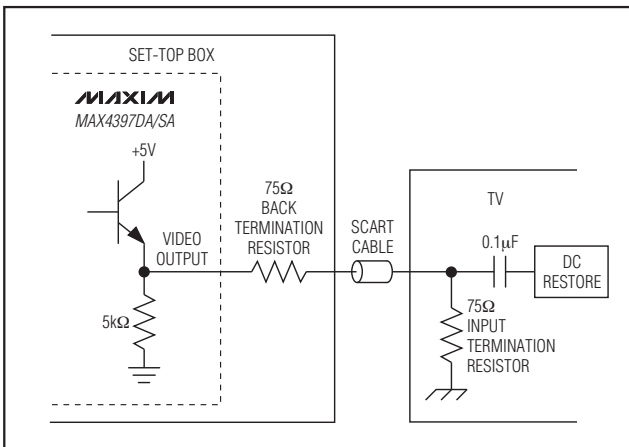 SET-TOP BOX
MAXIM
MAX4397DA/SA
+5V
VIDEO
OUTPUT
5kΩ
75Ω
BACK
TERMINATION
RESISTOR
SCART
CABLE
TV
0.1μF
DC
RESTORE
75Ω
INPUT
TERMINATION
RESISTOR